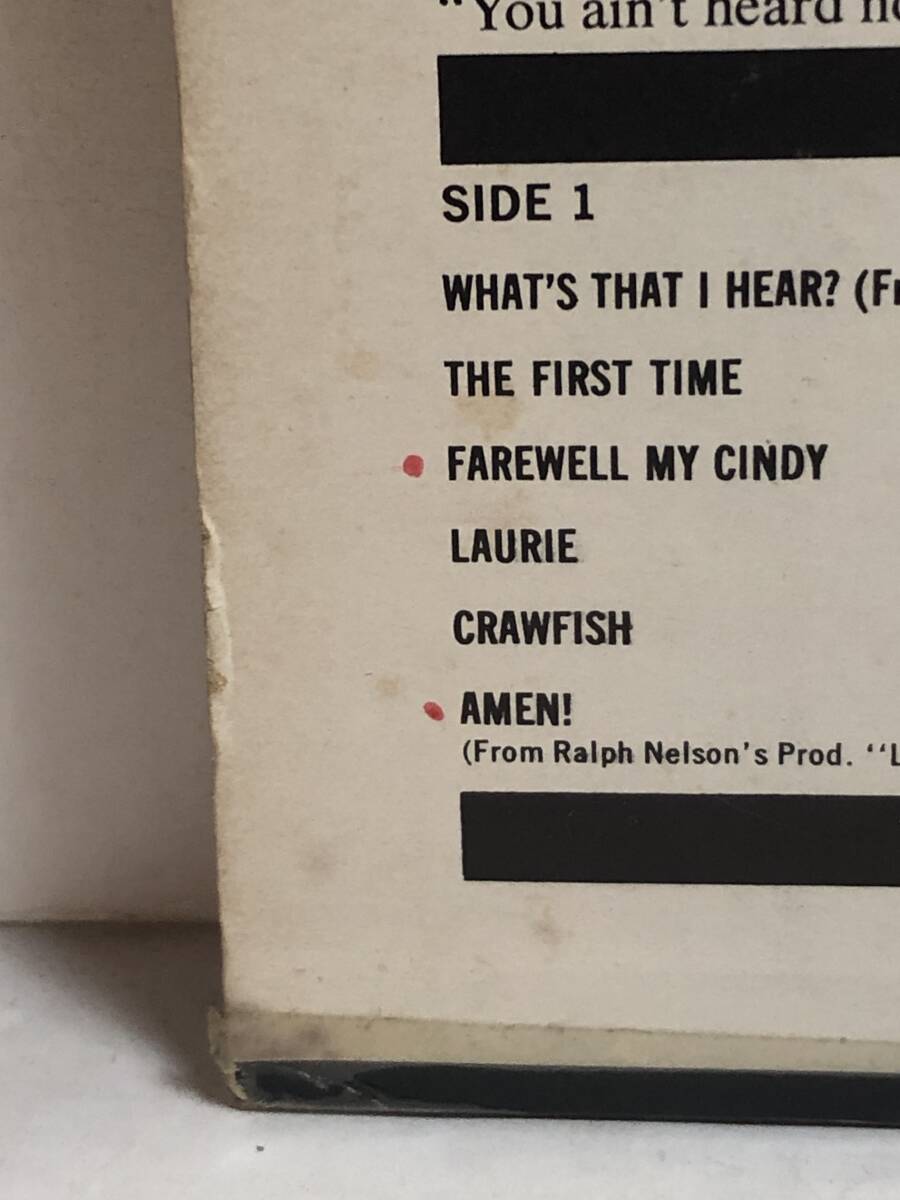 "You ain't heard
SIDE 1
WHAT'S THAT I HEAR?
THE FIRST TIME
FAREWELL MY CINDY
LAURIE
CRAWFISH
AMEN!
(From Ralph Nelson's Prod.